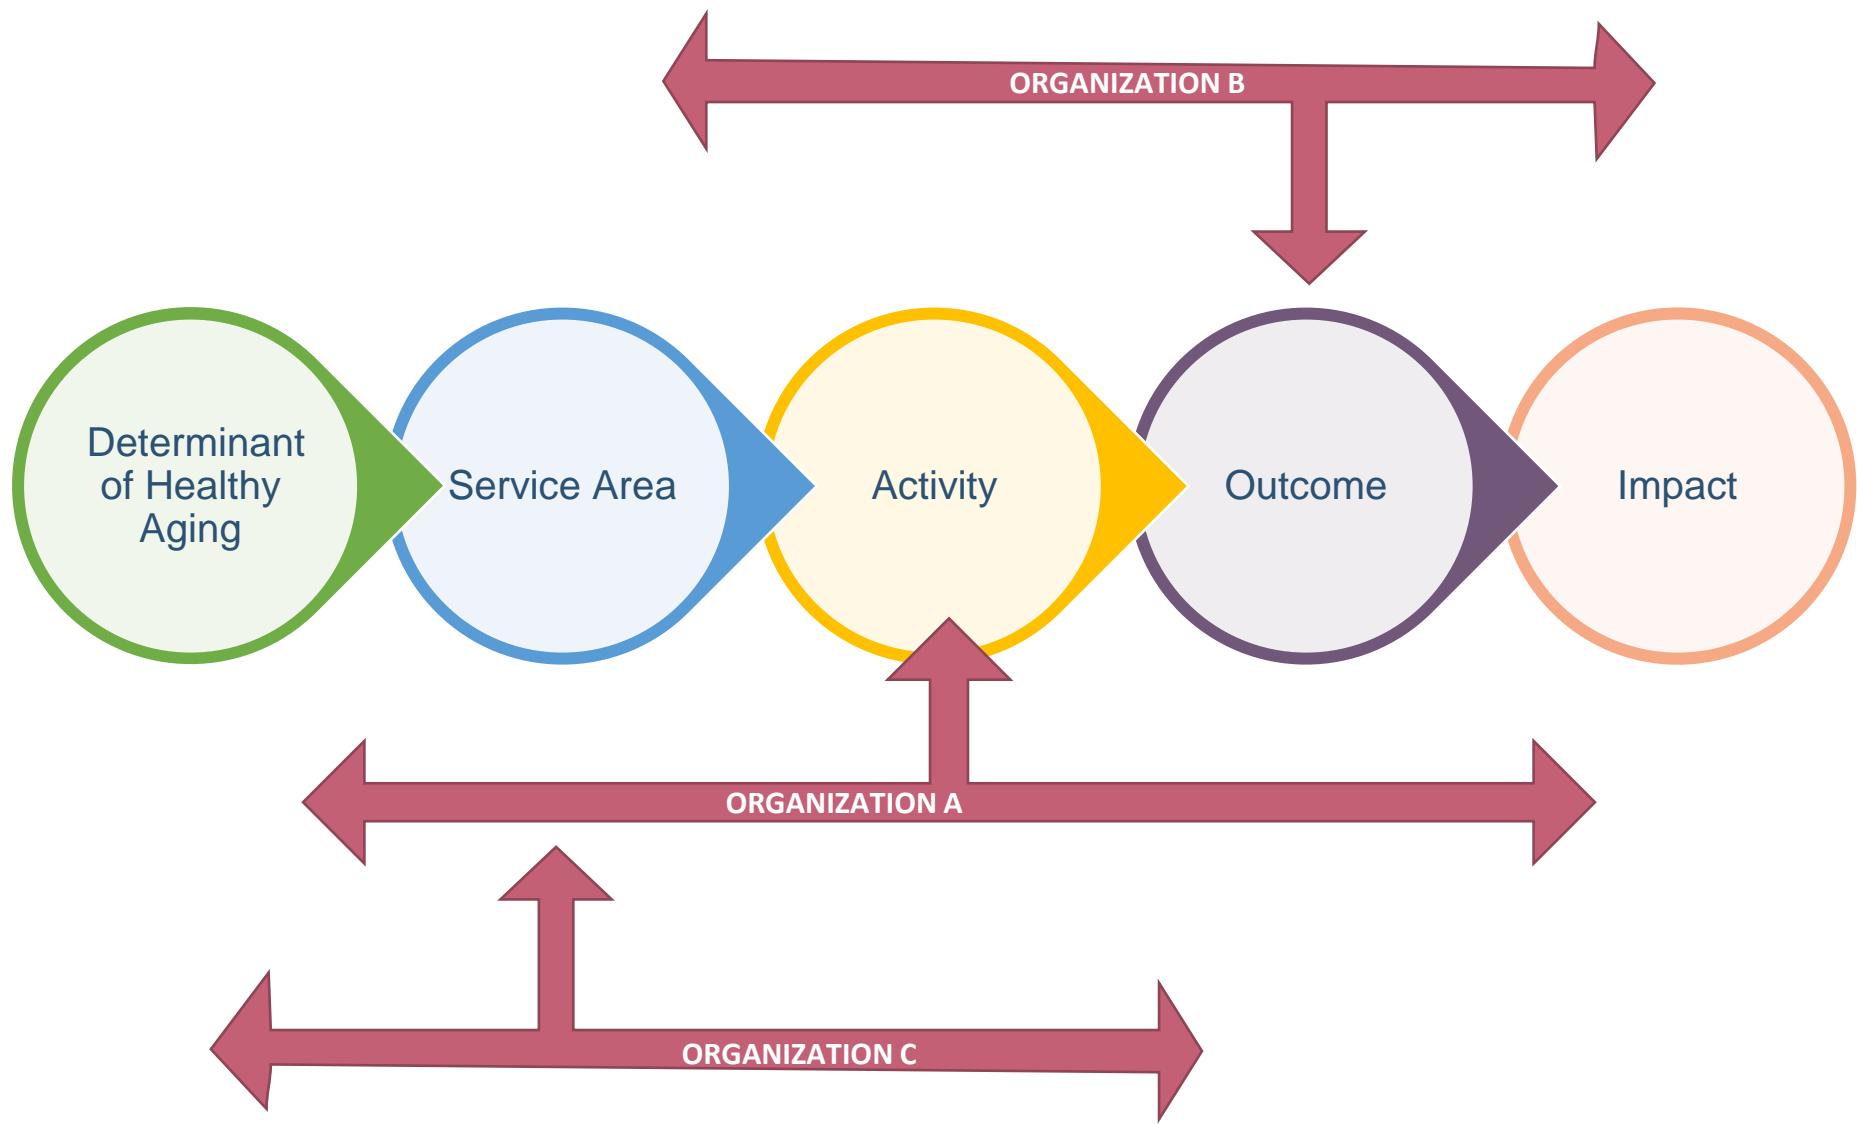 ORGANIZATION B
Determinant
of Healthy
Aging
Service Area
Activity
Outcome
Impact
ORGANIZATION A
ORGANIZATION C